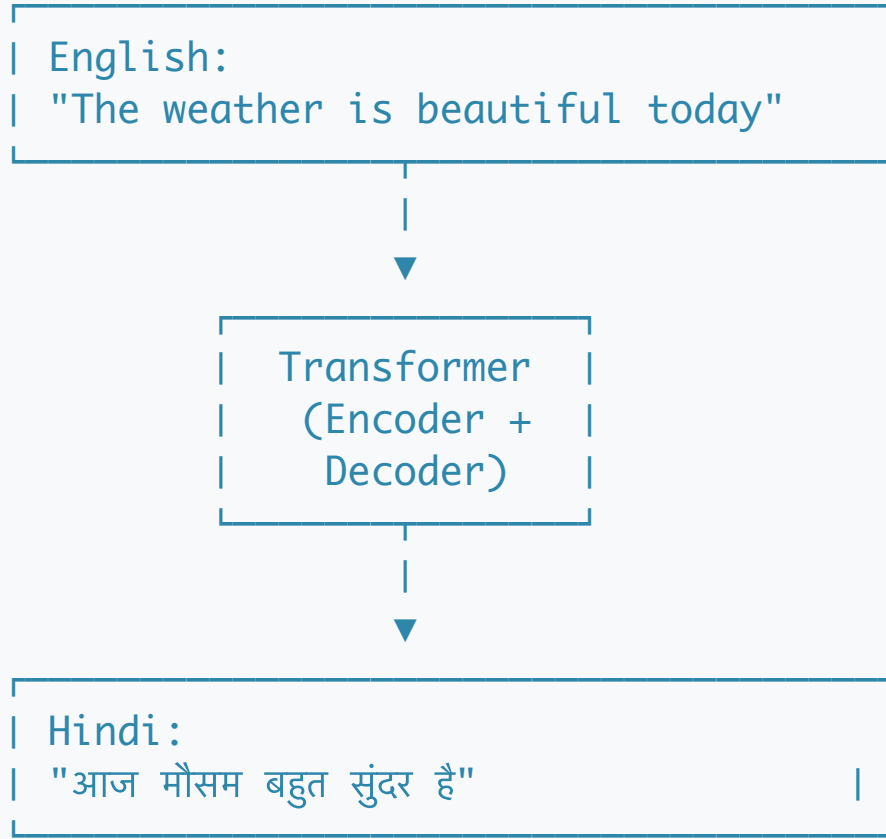 English:
"The weather is beautiful today"
Transformer
(Encoder +
Decoder)
Hindi:
"आज मौसम बहुत सुंदर है"